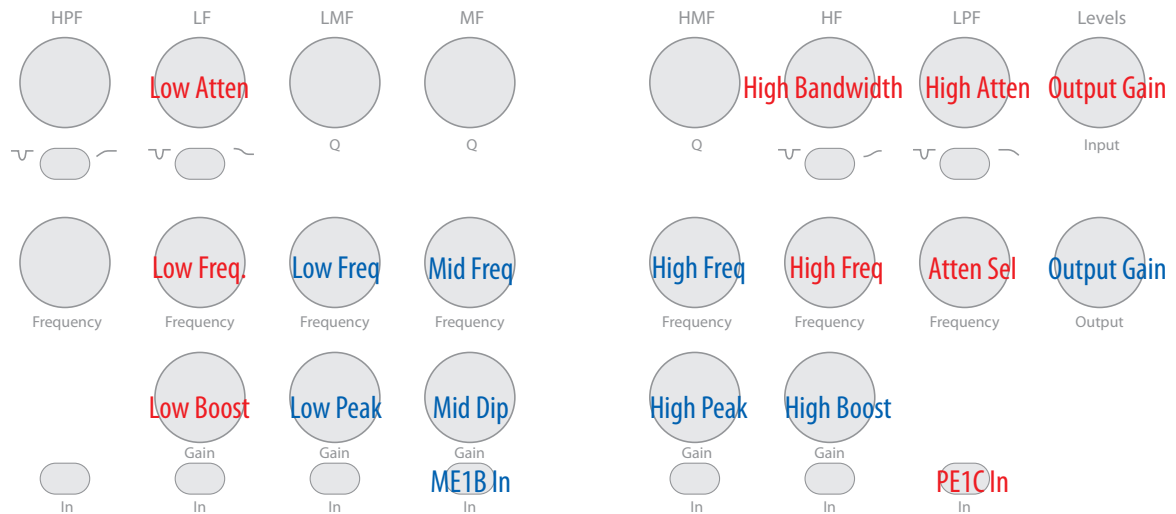 HPF LF LMF MF HMF HF LPF Levels
Low Atten High Bandwidth High Atten Output Gain
Q Q Q Input
Low Freq. Low Freq Mid Freq High Freq High Freq Atten Sel Output Gain
Frequency Frequency Frequency Frequency Frequency Frequency Frequency Output
Low Boost Low Peak Mid Dip High Peak High Boost
Gain Gain Gain Gain Gain
ME1B In PE1C In
In In In In In In In